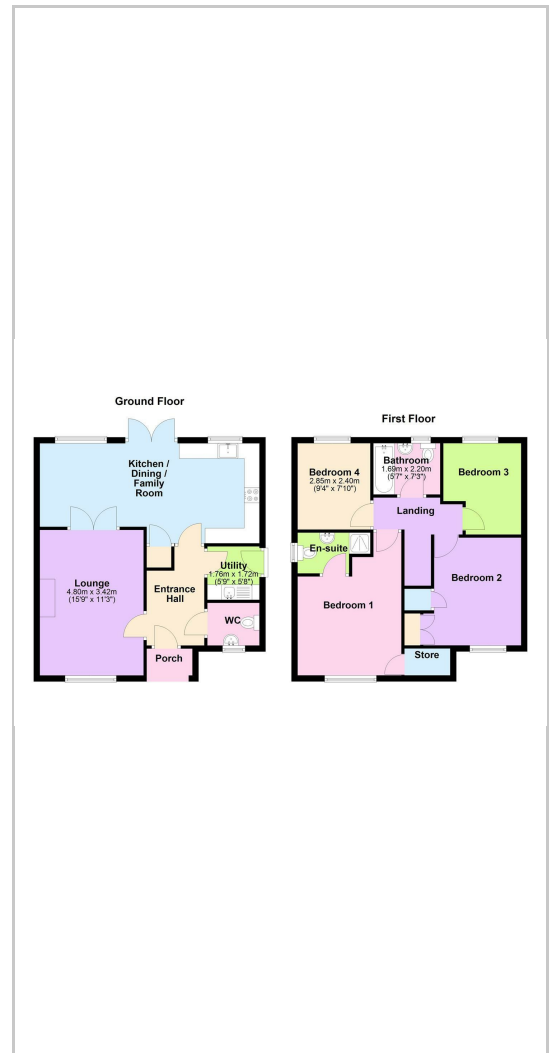 Ground Floor
Kitchen /
Dining /
Family
Room
Lounge
4.80m x 3.42m
(15'9" x 11'3")
Entrance
Hall
Utility
1.76m x 1.72m
(5'9" x 5'8")
WC
Porch
First Floor
Bedroom 4
2.85m x 2.40m
(9'4" x 7'10")
Bathroom
1.69m x 2.20m
(5'7" x 7'3")
Bedroom 3
Landing
En-suite
Bedroom 1
Bedroom 2
Store